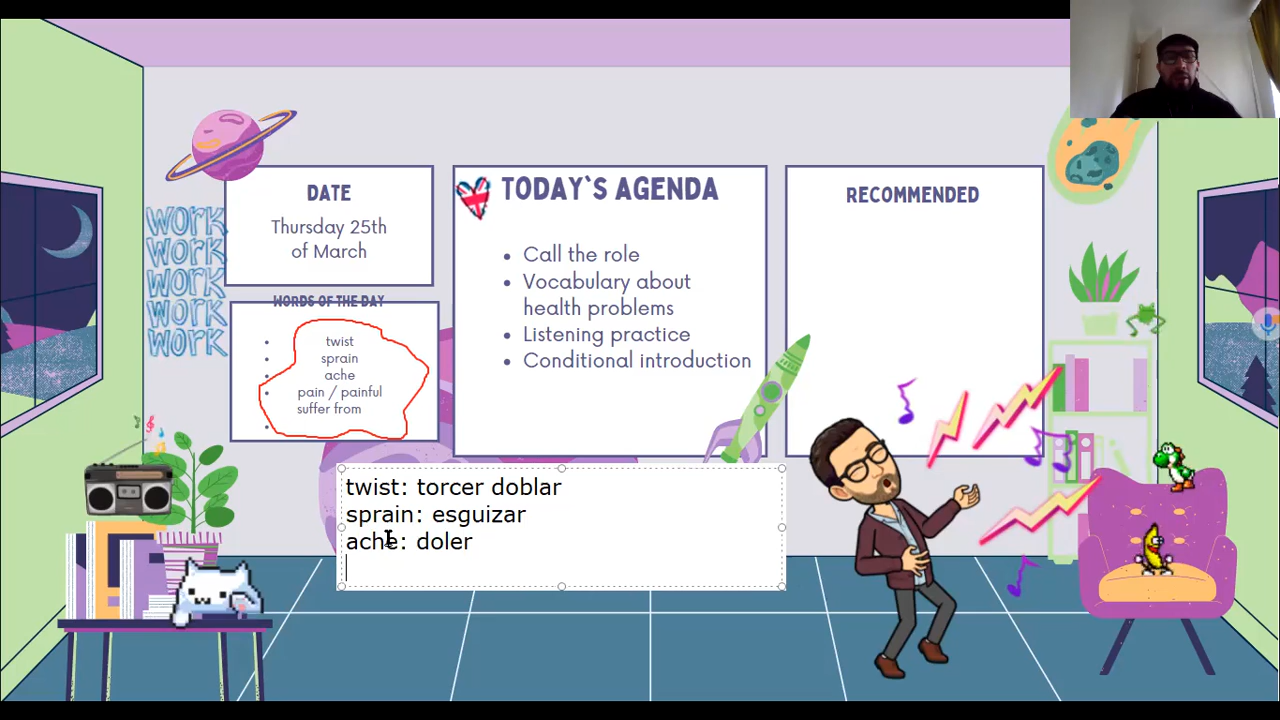 WORK
WORK
WORK
WORK
WORK
DATE
Thursday 25th
of March
WORDS OF THE DAY
twist
sprain
ache
pain / painful
suffer from
TODAY`S AGENDA
Call the role
Vocabulary about
health problems
Listening practice
Conditional introduction
RECOMMENDED
twist: torcer doblar
sprain: esguizar
ache: doler